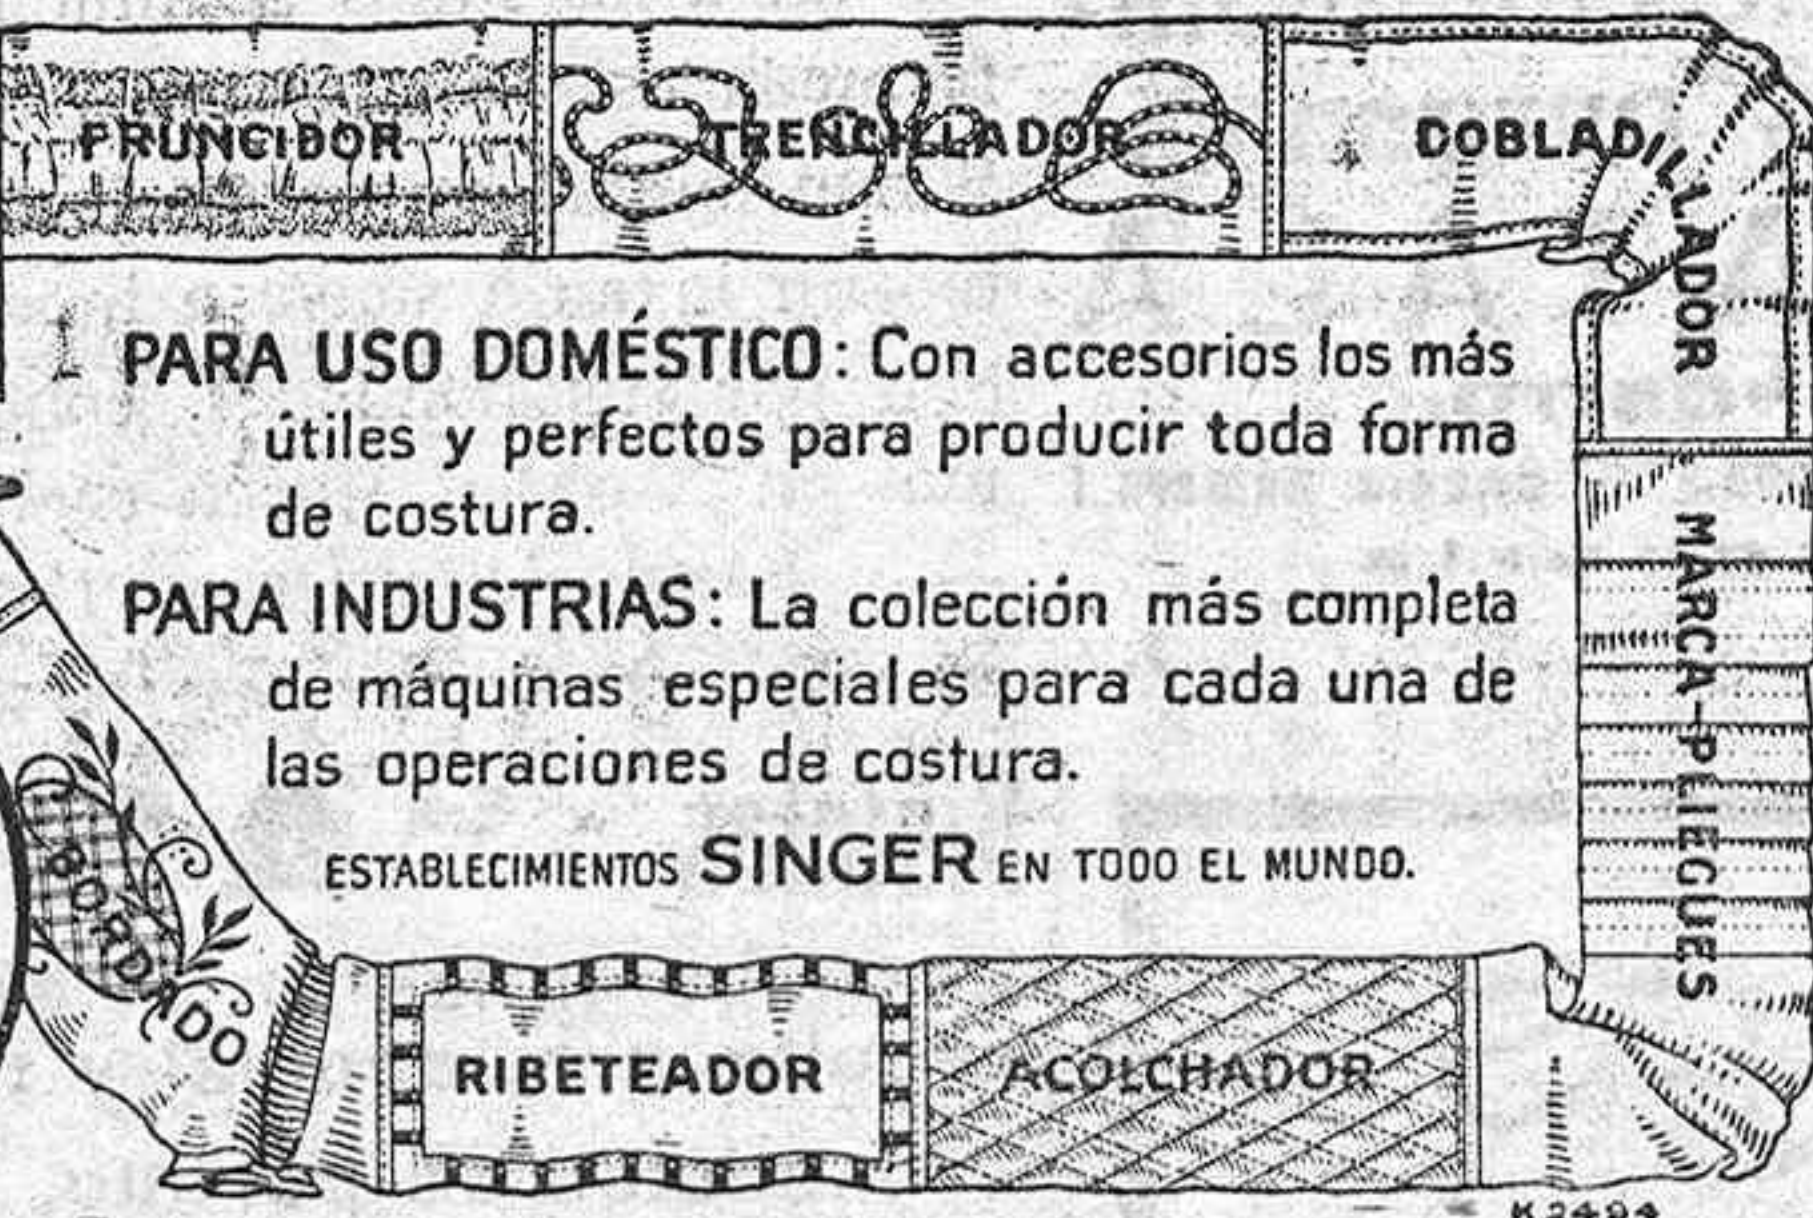 FRUNCIDOR
TRENCILLADOR
DOBLADILLADOR
PARA USO DOMÉSTICO: Con accesorios los más
útiles y perfectos para producir toda forma
de costura.
PARA INDUSTRIAS: La colección más completa
de máquinas especiales para cada una de
las operaciones de costura.
ESTABLECIMIENTOS SINGER EN TODO EL MUNDO.
MARCA-PLIEGUES
BORDADO
RIBETEADOR
ACOLCHADOR
K2494